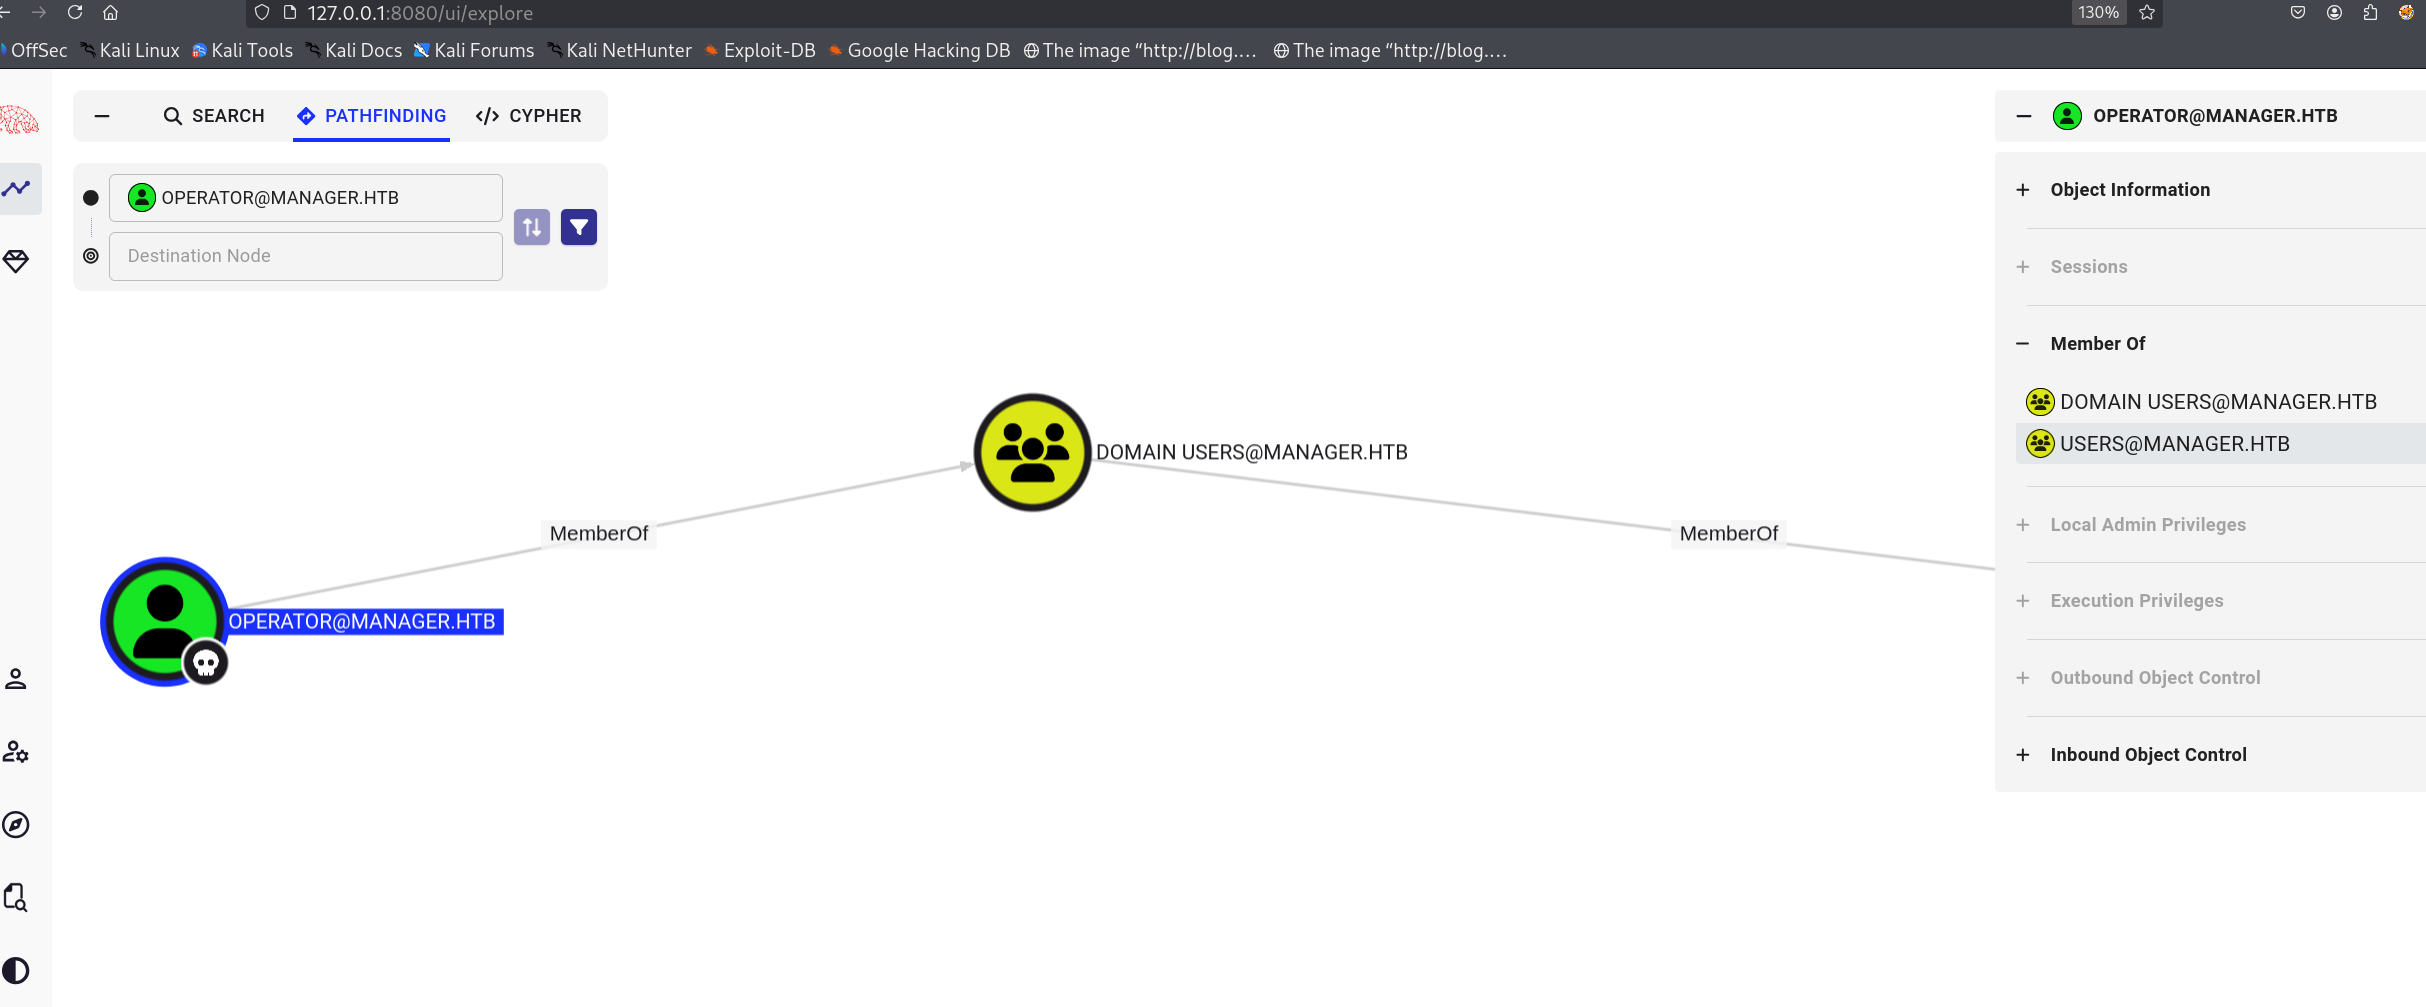 127.0.0.1:8080/ui/explore
130%
OffSec
Kali Linux
Kali Tools
Kali Docs
Kali Forums
Kali NetHunter
Exploit-DB
Google Hacking DB
The image “http://blog.…
The image “http://blog.…
SEARCH
PATHFINDING
CYPHER
OPERATOR@MANAGER.HTB
Destination Node
DOMAIN USERS@MANAGER.HTB
MemberOf
MemberOf
OPERATOR@MANAGER.HTB
OPERATOR@MANAGER.HTB
Object Information
Sessions
Member Of
DOMAIN USERS@MANAGER.HTB
USERS@MANAGER.HTB
Local Admin Privileges
Execution Privileges
Outbound Object Control
Inbound Object Control